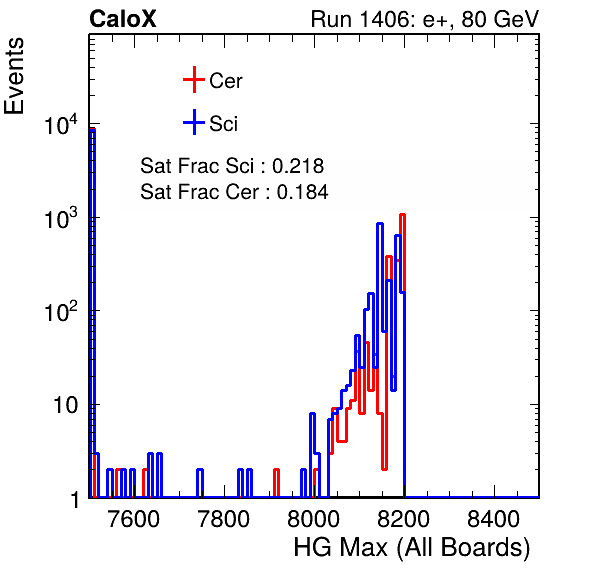 CaloX Run 1406: e+, 80 GeV
Events
Cer
Sci
Sat Frac Sci : 0.218
Sat Frac Cer : 0.184
10⁴
10³
10²
10
1
7600 7800 8000 8200 8400
HG Max (All Boards)